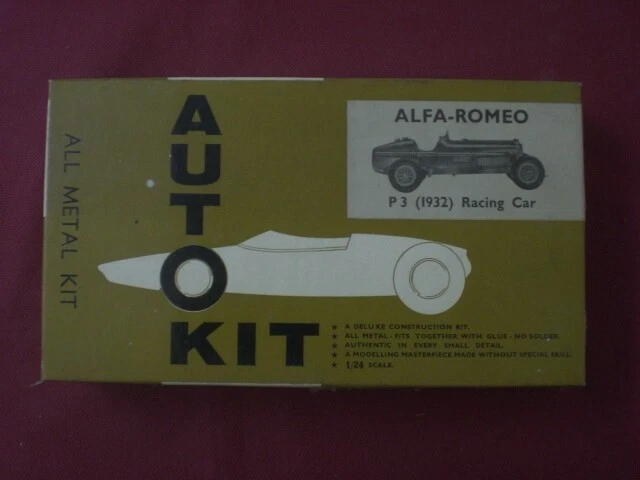 ALL METAL KIT
AUTO
KIT
ALFA-ROMEO
P3 (1932) Racing Car
★ A DELUXE CONSTRUCTION KIT.
★ ALL METAL - FITS TOGETHER WITH GLUE - NO SOLDER.
★ AUTHENTIC IN EVERY SMALL DETAIL.
★ A MODELLING MASTERPIECE MADE WITHOUT SPECIAL SKILL.
★ 1/24 SCALE.